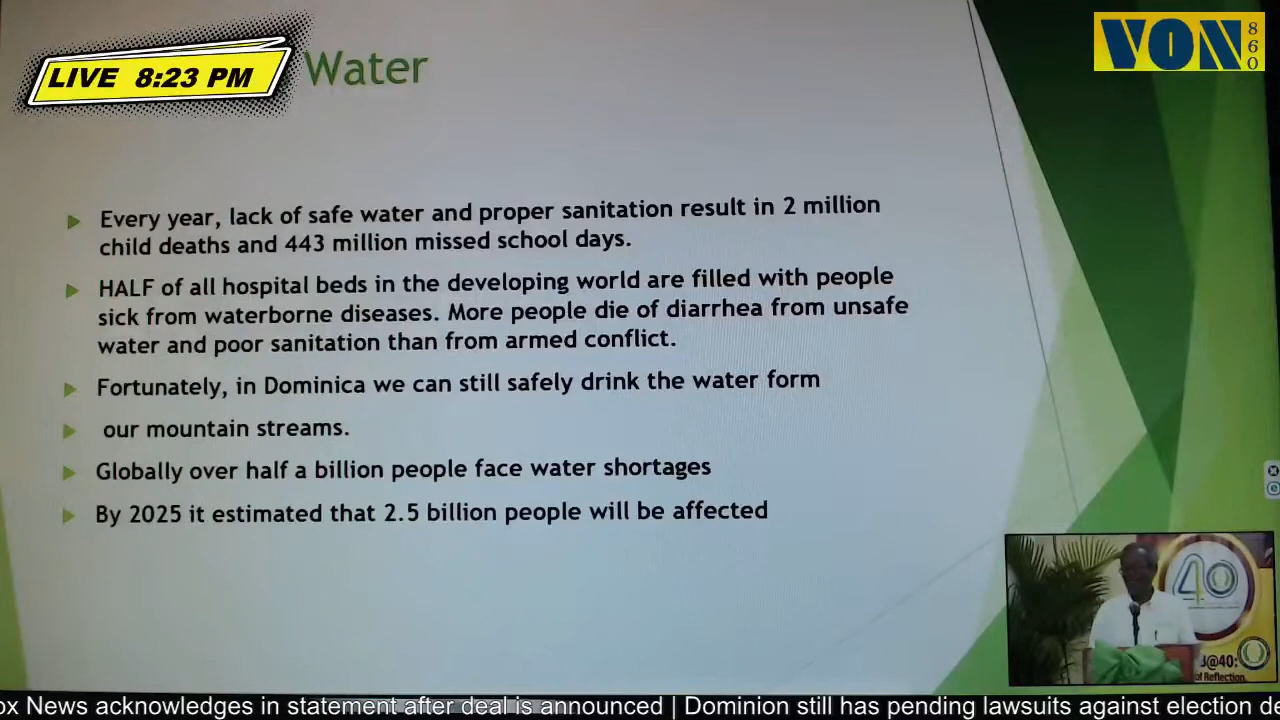 LIVE 8:23 PM
Water
VON
860
Every year, lack of safe water and proper sanitation result in 2 million
child deaths and 443 million missed school days.
HALF of all hospital beds in the developing world are filled with people
sick from waterborne diseases. More people die of diarrhea from unsafe
water and poor sanitation than from armed conflict.
Fortunately, in Dominica we can still safely drink the water form
our mountain streams.
Globally over half a billion people face water shortages
By 2025 it estimated that 2.5 billion people will be affected
40
J@40:
of Reflection.
ox News acknowledges in statement after deal is announced | Dominion still has pending lawsuits against election de